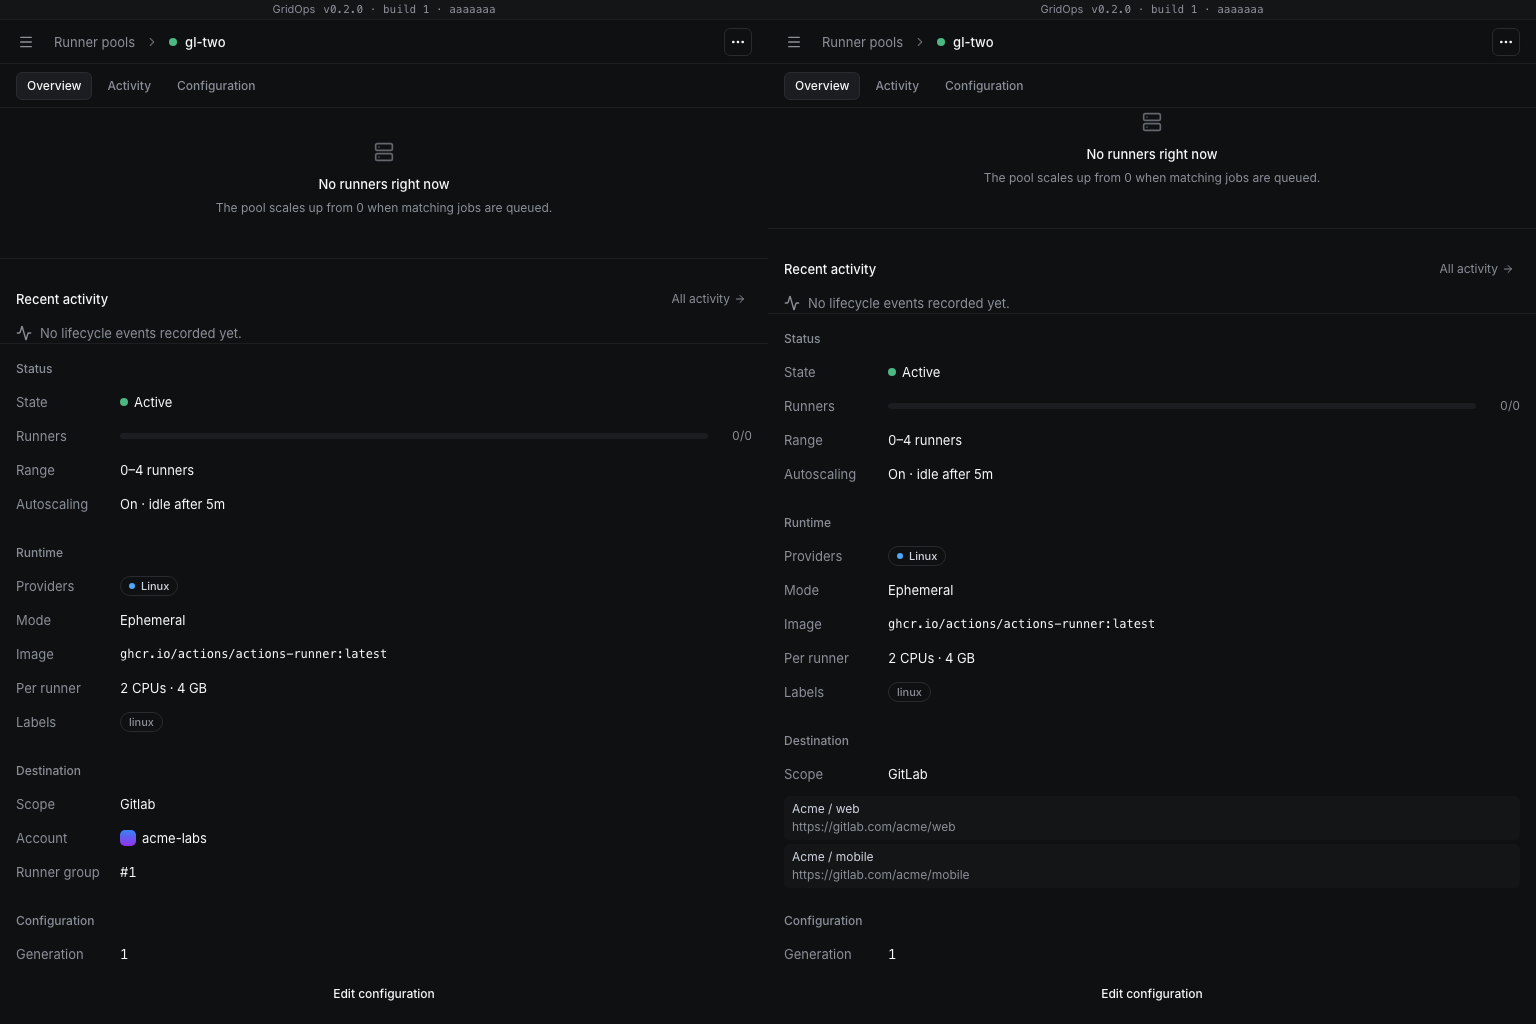 GridOps v0.2.0 · build 1 · aaaaaaa
Runner pools > gl-two
Overview Activity Configuration
No runners right now
The pool scales up from 0 when matching jobs are queued.
Recent activity All activity →
No lifecycle events recorded yet.
Status
State Active
Runners 0/0
Range 0–4 runners
Autoscaling On · idle after 5m
Runtime
Providers Linux
Mode Ephemeral
Image ghcr.io/actions/actions-runner:latest
Per runner 2 CPUs · 4 GB
Labels linux
Destination
Scope Gitlab
Account acme-labs
Runner group #1
Configuration
Generation 1
Edit configuration
GridOps v0.2.0 · build 1 · aaaaaaa
Runner pools > gl-two
Overview Activity Configuration
No runners right now
The pool scales up from 0 when matching jobs are queued.
Recent activity All activity →
No lifecycle events recorded yet.
Status
State Active
Runners 0/0
Range 0–4 runners
Autoscaling On · idle after 5m
Runtime
Providers Linux
Mode Ephemeral
Image ghcr.io/actions/actions-runner:latest
Per runner 2 CPUs · 4 GB
Labels linux
Destination
Scope GitLab
Acme / web
https://gitlab.com/acme/web
Acme / mobile
https://gitlab.com/acme/mobile
Configuration
Generation 1
Edit configuration